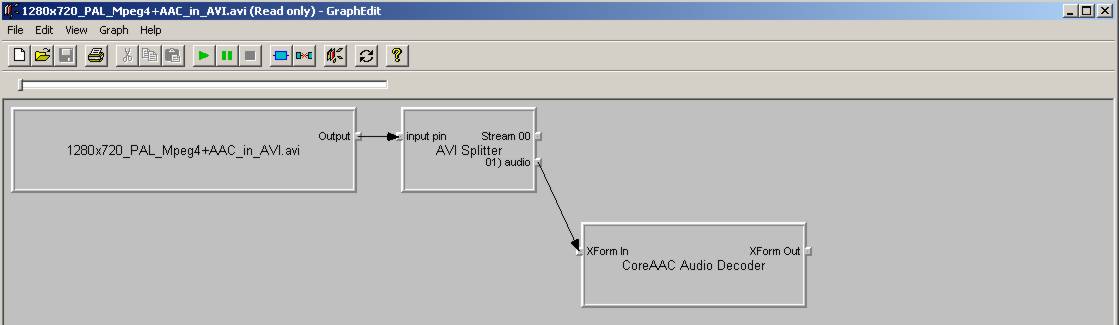 1280x720_PAL_Mpeg4+AAC_in_AVI.avi (Read only) - GraphEdit
File Edit View Graph Help
Output
1280x720_PAL_Mpeg4+AAC_in_AVI.avi
input pin Stream 00
AVI Splitter
01) audio
XForm In XForm Out
CoreAAC Audio Decoder